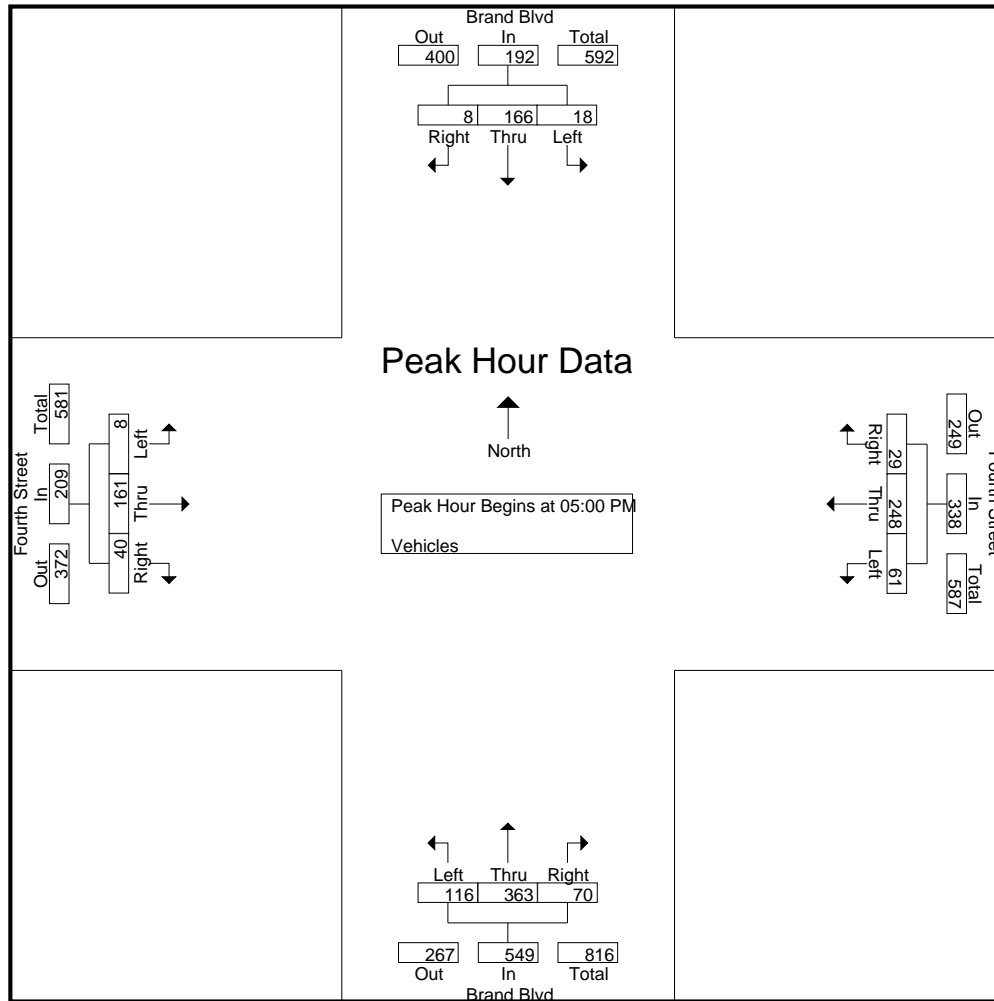 Brand Blvd
Out In Total
400 192 592
8 166 18
Right Thru Left
Peak Hour Data
North
Peak Hour Begins at 05:00 PM
Vehicles
Fourth Street
Total In Out
581 209 372
8 161 40
Left Thru Right
Right Thru Left
29 248 61
249 338 587
Out In Total
Fourth Street
Left Thru Right
116 363 70
267 549 816
Out In Total
Brand Blvd